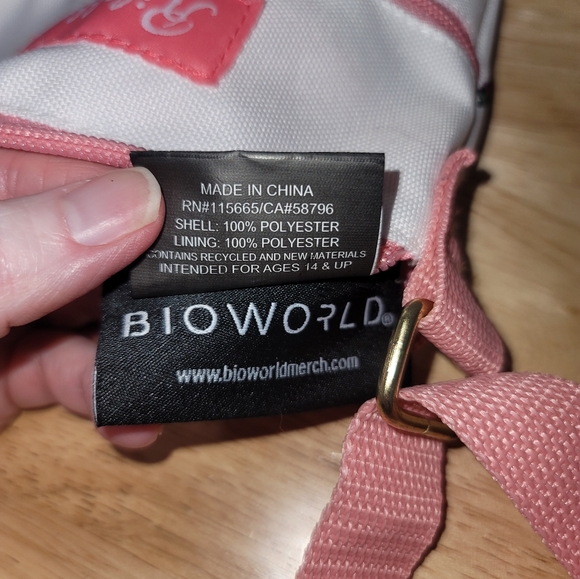 MADE IN CHINA
RN#115665/CA#58796
SHELL: 100% POLYESTER
LINING: 100% POLYESTER
CONTAINS RECYCLED AND NEW MATERIALS
INTENDED FOR AGES 14 & UP
BIOWORLD®
www.bioworldmerch.com